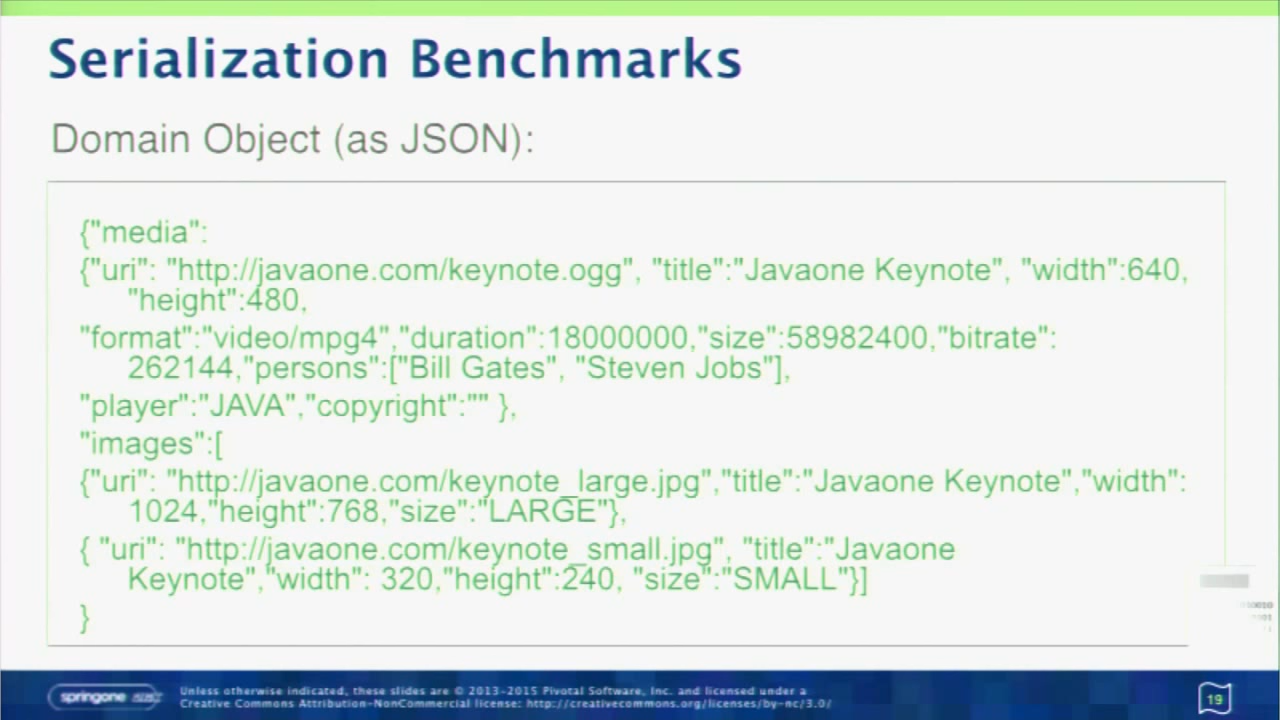 Serialization Benchmarks
Domain Object (as JSON):
{"media":
{"uri": "http://javaone.com/keynote.ogg", "title":"Javaone Keynote", "width":640,
"height":480,
"format":"video/mpg4","duration":18000000,"size":58982400,"bitrate":
262144,"persons":["Bill Gates", "Steven Jobs"],
"player":"JAVA","copyright":"" },
"images":[
{"uri": "http://javaone.com/keynote_large.jpg","title":"Javaone Keynote","width":
1024,"height":768,"size":"LARGE"},
{ "uri": "http://javaone.com/keynote_small.jpg", "title":"Javaone
Keynote","width": 320,"height":240, "size":"SMALL"}]
}
springone
Unless otherwise indicated, these slides are © 2013-2015 Pivotal Software, Inc. and licensed under a
Creative Commons Attribution-NonCommercial license: http://creativecommons.org/licenses/by-nc/3.0/
19